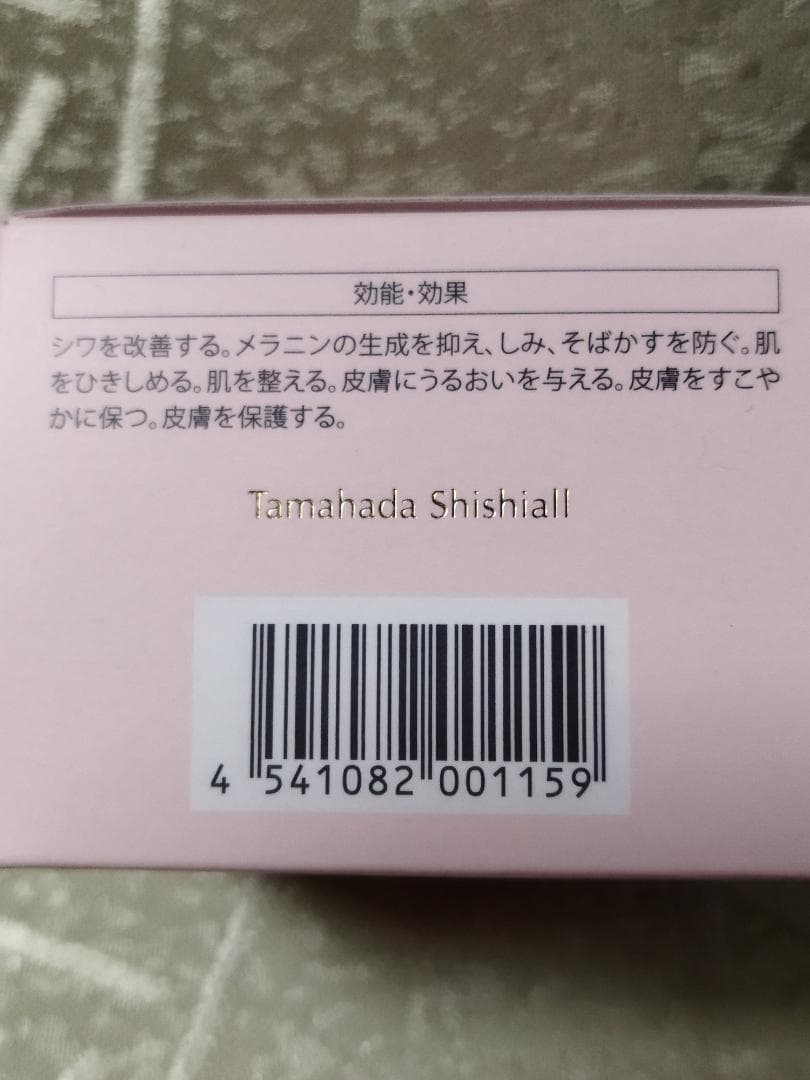 効能・効果
シワを改善する。メラニンの生成を抑え、しみ、そばかすを防ぐ。肌
をひきしめる。肌を整える。皮膚にうるおいを与える。皮膚をすこや
かに保つ。皮膚を保護する。
Tamahada Shishiall
4 541082 001159